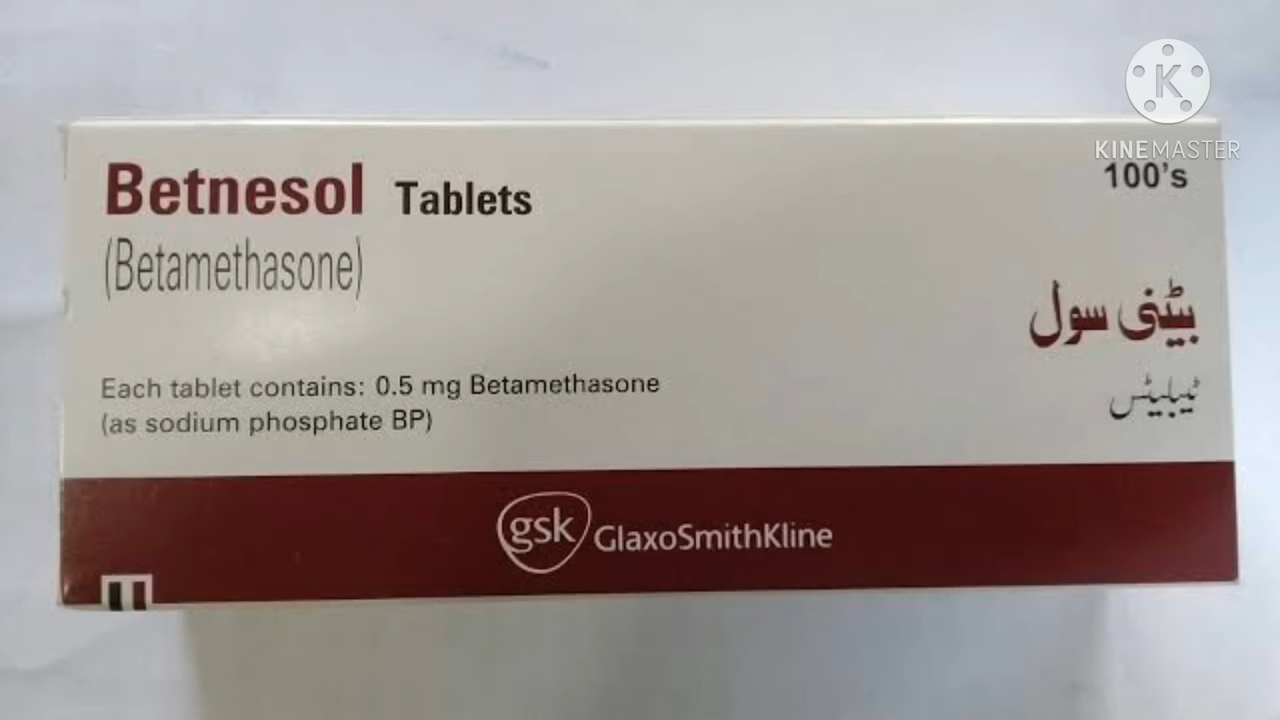 K
KINEMASTER
Betnesol Tablets
100's
(Betamethasone)
بیٹنی سول
ٹیبلیٹس
Each tablet contains: 0.5 mg Betamethasone
(as sodium phosphate BP)
gsk GlaxoSmithKline